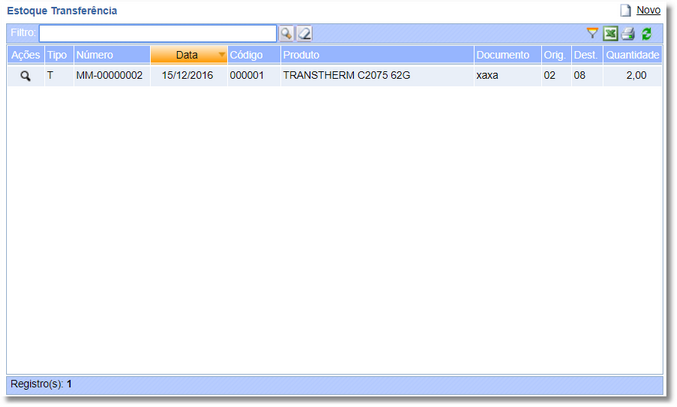 Estoque Transferência
Novo
Filtro:
Ações Tipo Número Data Código Produto Documento Orig. Dest. Quantidade
T MM-00000002 15/12/2016 000001 TRANSTHERM C2075 62G xaxa 02 08 2,00
Registro(s): 1